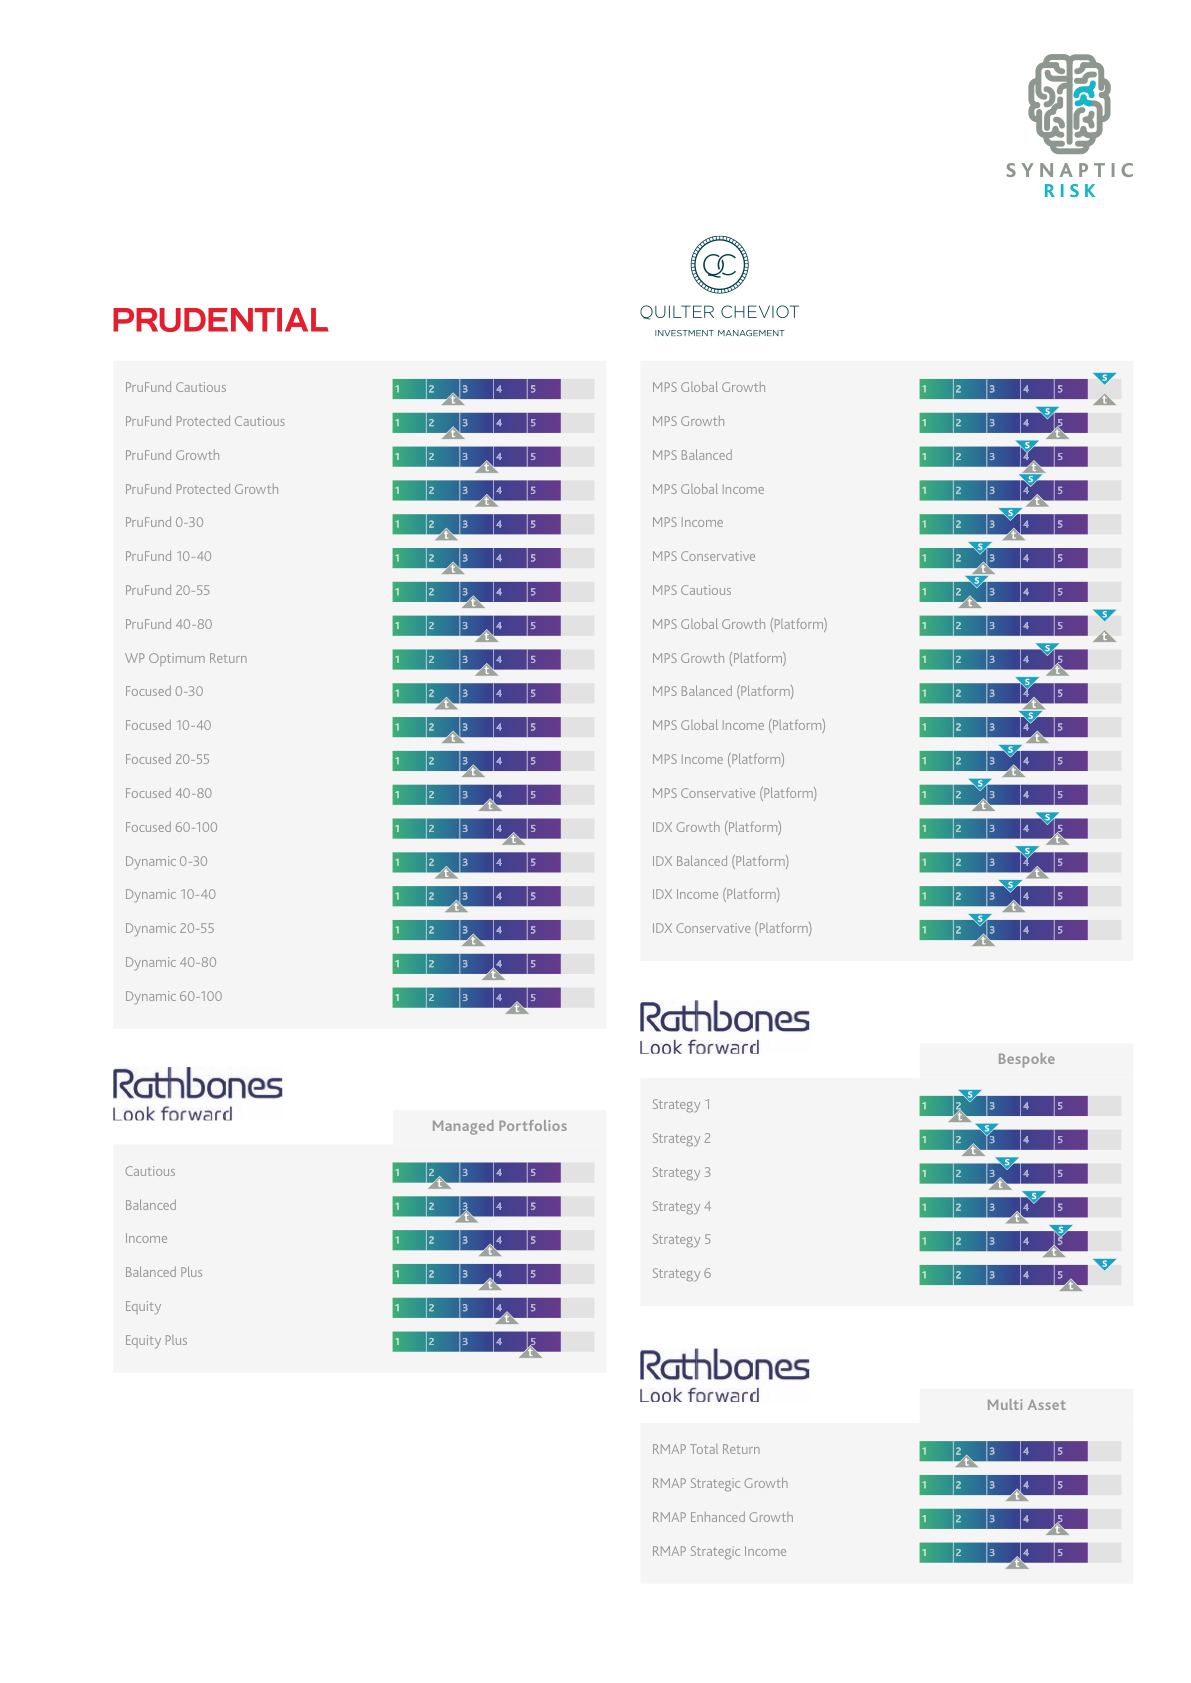 SYNAPTIC
RISK
PRUDENTIAL
PruFund Cautious 1 2 3 4 5 t
PruFund Protected Cautious 1 2 3 4 5 t
PruFund Growth 1 2 3 4 5 t
PruFund Protected Growth 1 2 3 4 5 t
PruFund 0-30 1 2 3 4 5 t
PruFund 10-40 1 2 3 4 5 t
PruFund 20-55 1 2 3 4 5 t
PruFund 40-80 1 2 3 4 5 t
WP Optimum Return 1 2 3 4 5 t
Focused 0-30 1 2 3 4 5 t
Focused 10-40 1 2 3 4 5 t
Focused 20-55 1 2 3 4 5 t
Focused 40-80 1 2 3 4 5 t
Focused 60-100 1 2 3 4 5 t
Dynamic 0-30 1 2 3 4 5 t
Dynamic 10-40 1 2 3 4 5 t
Dynamic 20-55 1 2 3 4 5 t
Dynamic 40-80 1 2 3 4 5 t
Dynamic 60-100 1 2 3 4 5 t
Rathbones
Look forward
Managed Portfolios
Cautious 1 2 3 4 5 t
Balanced 1 2 3 4 5 t
Income 1 2 3 4 5 t
Balanced Plus 1 2 3 4 5 t
Equity 1 2 3 4 5 t
Equity Plus 1 2 3 4 5 t
QC
QUILTER CHEVIOT
INVESTMENT MANAGEMENT
MPS Global Growth 1 2 3 4 5 s t
MPS Growth 1 2 3 4 5 s t
MPS Balanced 1 2 3 4 5 s t
MPS Global Income 1 2 3 4 5 s t
MPS Income 1 2 3 4 5 s t
MPS Conservative 1 2 3 4 5 s t
MPS Cautious 1 2 3 4 5 s t
MPS Global Growth (Platform) 1 2 3 4 5 s t
MPS Growth (Platform) 1 2 3 4 5 s t
MPS Balanced (Platform) 1 2 3 4 5 s t
MPS Global Income (Platform) 1 2 3 4 5 s t
MPS Income (Platform) 1 2 3 4 5 s t
MPS Conservative (Platform) 1 2 3 4 5 s t
IDX Growth (Platform) 1 2 3 4 5 s t
IDX Balanced (Platform) 1 2 3 4 5 s t
IDX Income (Platform) 1 2 3 4 5 s t
IDX Conservative (Platform) 1 2 3 4 5 s t
Rathbones
Look forward
Bespoke
Strategy 1 1 2 3 4 5 s t
Strategy 2 1 2 3 4 5 s t
Strategy 3 1 2 3 4 5 s t
Strategy 4 1 2 3 4 5 s t
Strategy 5 1 2 3 4 5 s t
Strategy 6 1 2 3 4 5 s t
Rathbones
Look forward
Multi Asset
RMAP Total Return 1 2 3 4 5 t
RMAP Strategic Growth 1 2 3 4 5 t
RMAP Enhanced Growth 1 2 3 4 5 t
RMAP Strategic Income 1 2 3 4 5 t